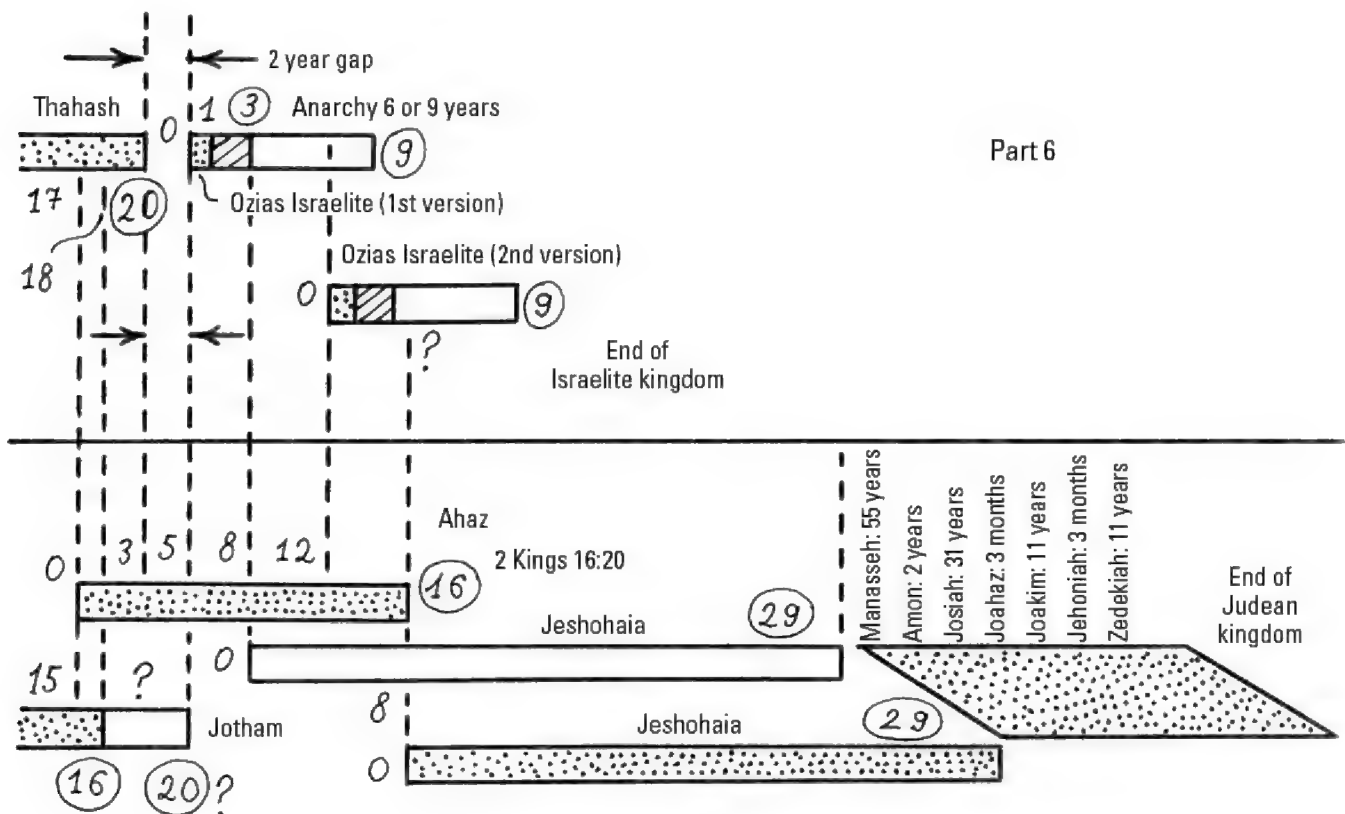 2 year gap
Thahash
0
1
3
Anarchy 6 or 9 years
9
Part 6
17
20
Ozias Israelite (1st version)
18
Ozias Israelite (2nd version)
0
9
?
End of
Israelite kingdom
Manasseh: 55 years
Amon: 2 years
Josiah: 31 years
Joahaz: 3 months
Joakim: 11 years
Jehoniah: 3 months
Zedekiah: 11 years
Ahaz
2 Kings 16:20
0
3
5
8
12
16
End of
Judean
kingdom
Jeshohaia
29
15
?
0
Jotham
8
Jeshohaia
29
0
16
20?